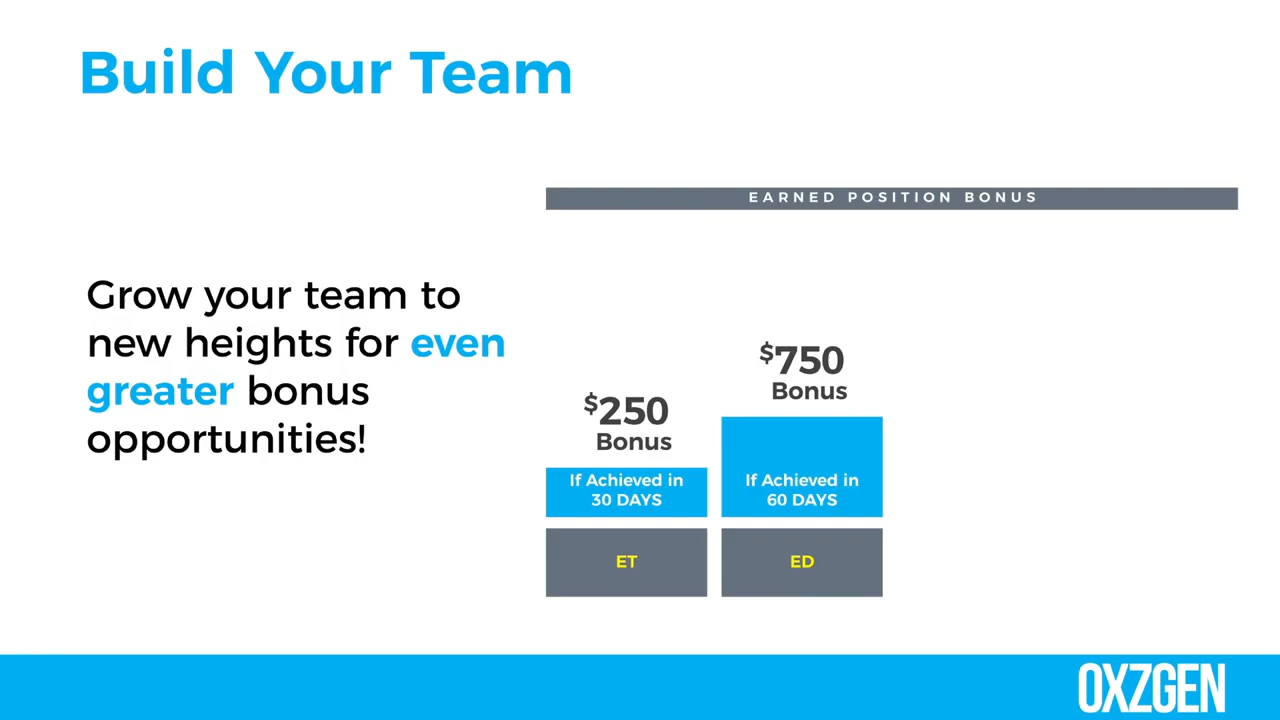 Build Your Team
EARNED POSITION BONUS
Grow your team to
new heights for even
greater bonus
opportunities!
$250
Bonus
If Achieved in
30 DAYS
ET
$750
Bonus
If Achieved in
60 DAYS
ED
OXZGEN